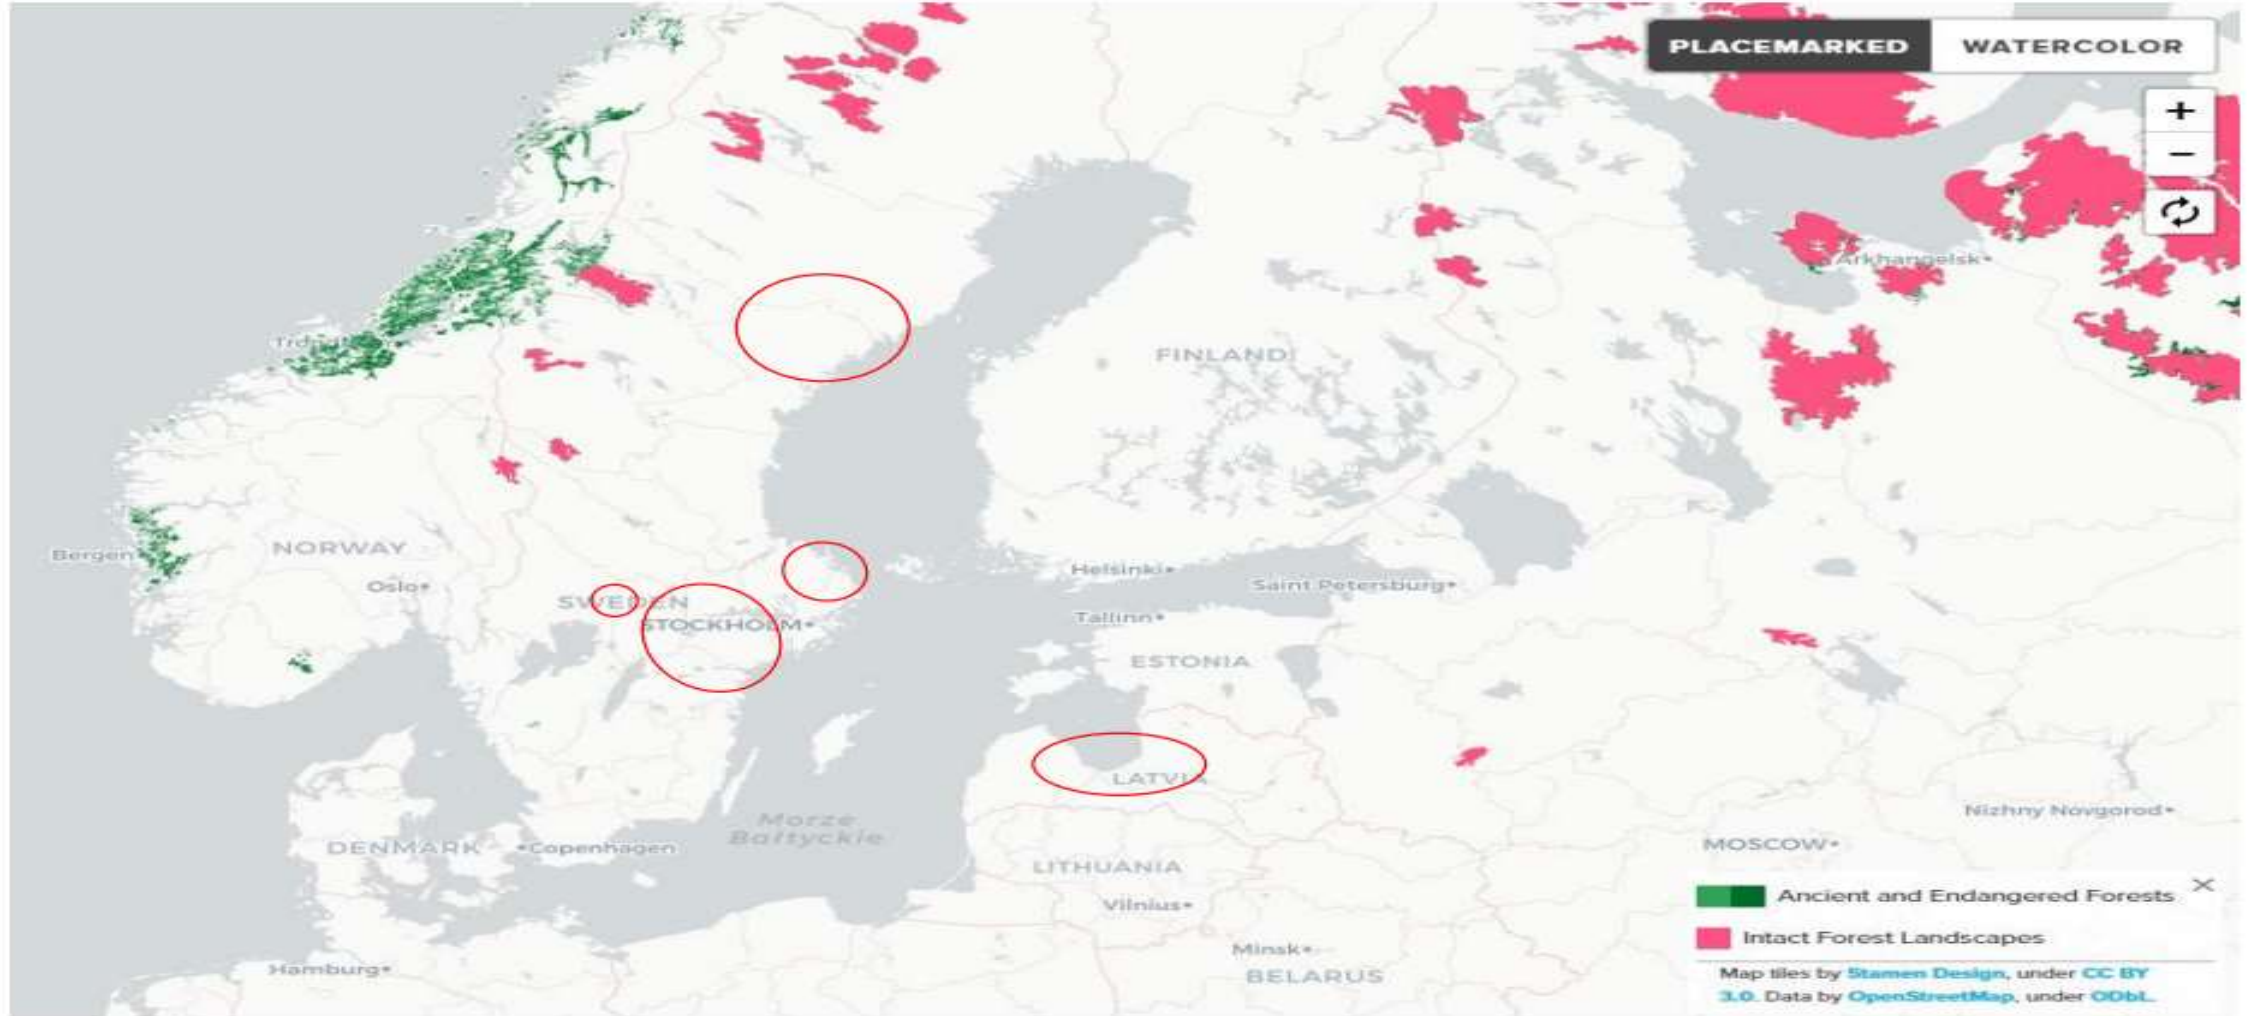 PLACEMARKED
WATERCOLOR
+
−
Arkhangelsk
FINLAND
Bergen
NORWAY
Oslo
SWEDEN
STOCKHOLM
Helsinki
Saint Petersburg
Tallinn
ESTONIA
LATVIA
Nizhny Novgorod
Morze
Bałtyckie
MOSCOW
DENMARK
Copenhagen
LITHUANIA
Vilnius
Ancient and Endangered Forests
Intact Forest Landscapes
Minsk
BELARUS
Hamburg
Map tiles by Stamen Design, under CC BY
3.0. Data by OpenStreetMap, under ODbL.